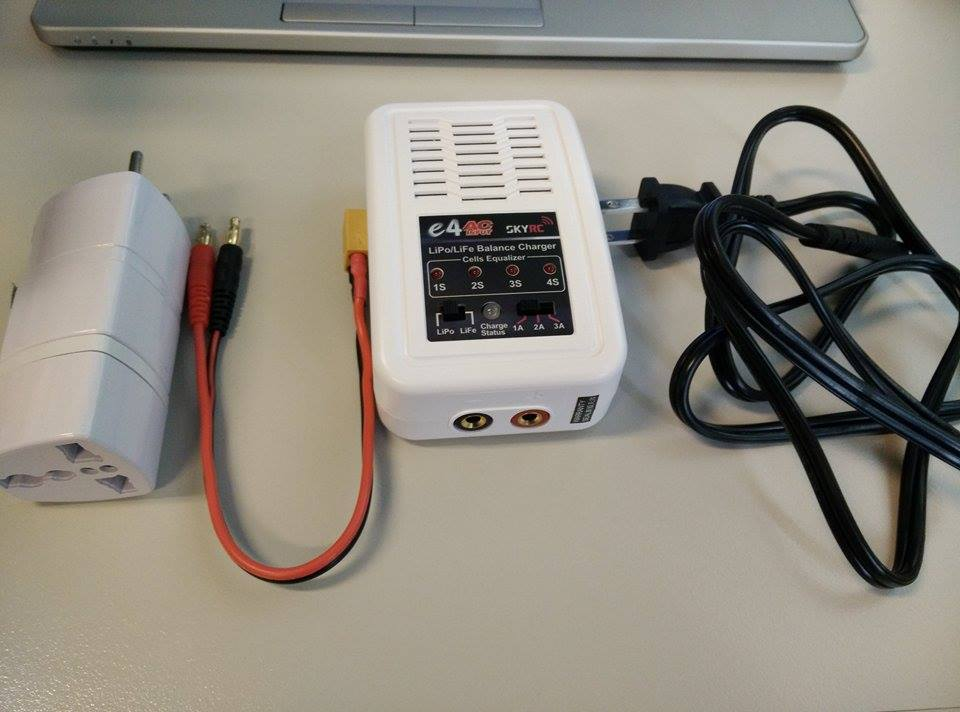 e4 AC INPUT SKYRC
LiPo/LiFe Balance Charger
Cells Equalizer
1S 2S 3S 4S
LiPo LiFe Charge Status 1A 2A 3A
WARRANTY